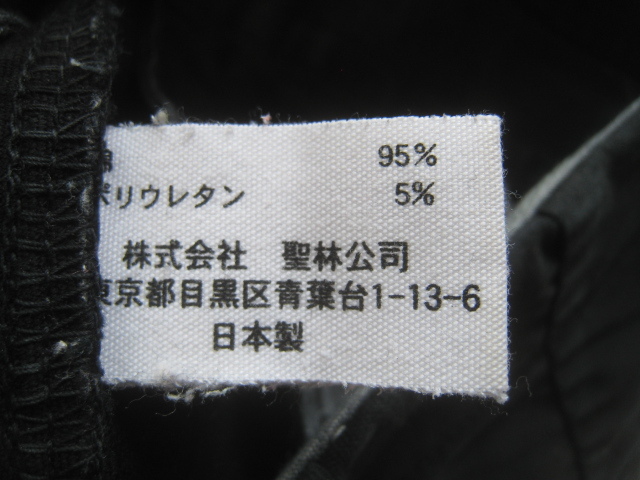 綿 95%
ポリウレタン 5%
株式会社 聖林公司
東京都目黒区青葉台1-13-6
日本製